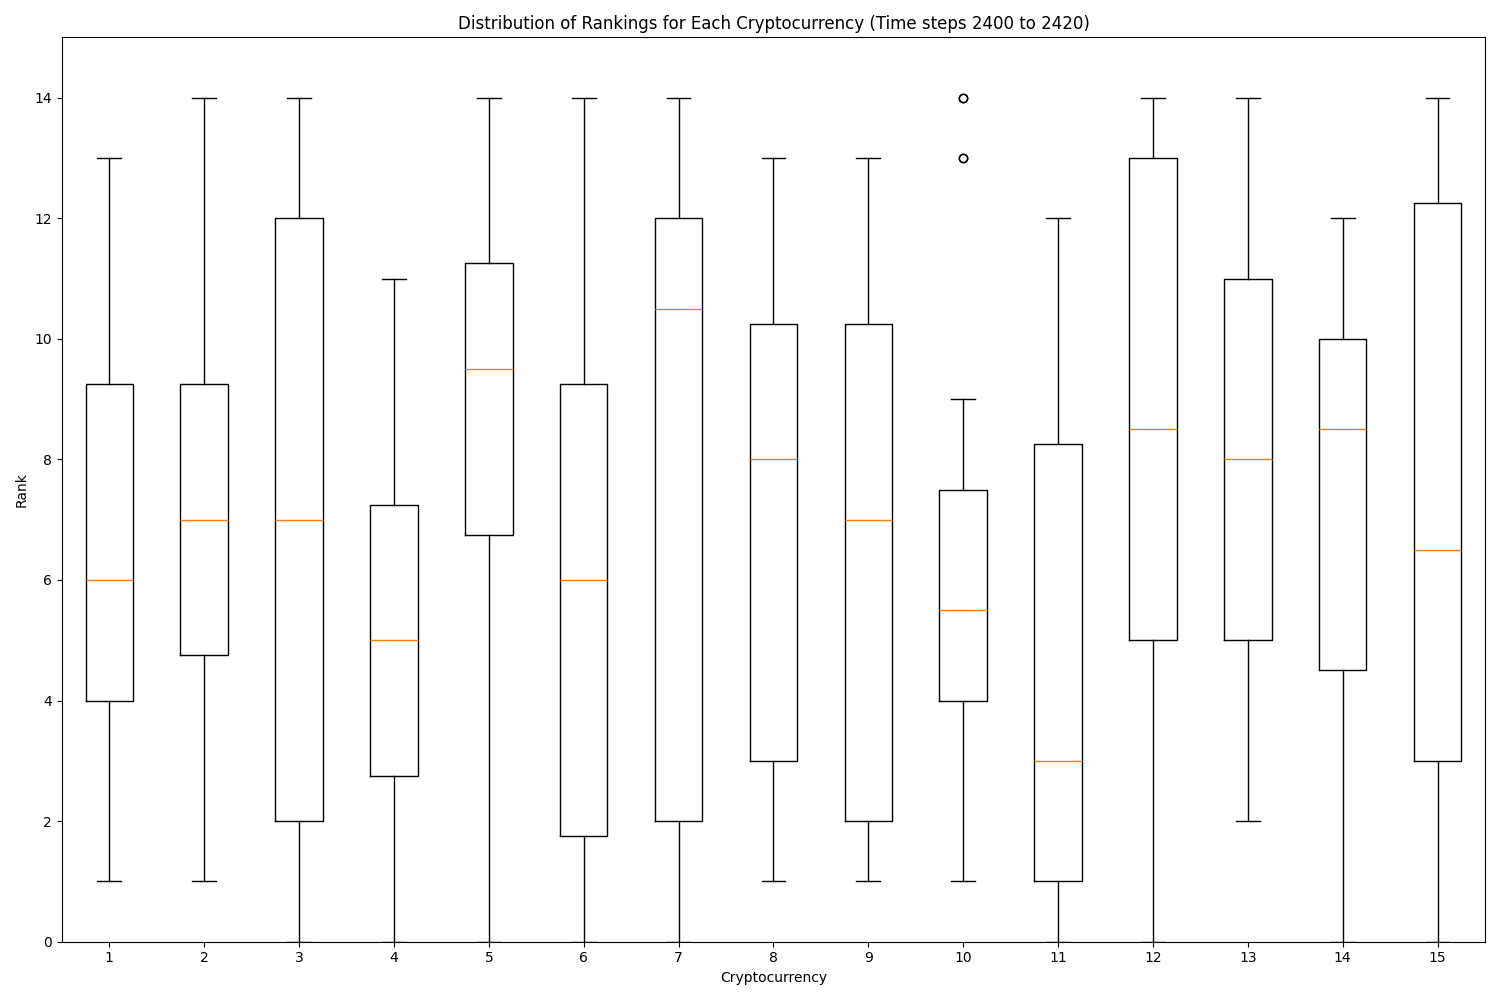 Distribution of Rankings for Each Cryptocurrency (Time steps 2400 to 2420)
14
12
10
8
6
4
2
0
Rank
1 2 3 4 5 6 7 8 9 10 11 12 13 14 15
Cryptocurrency